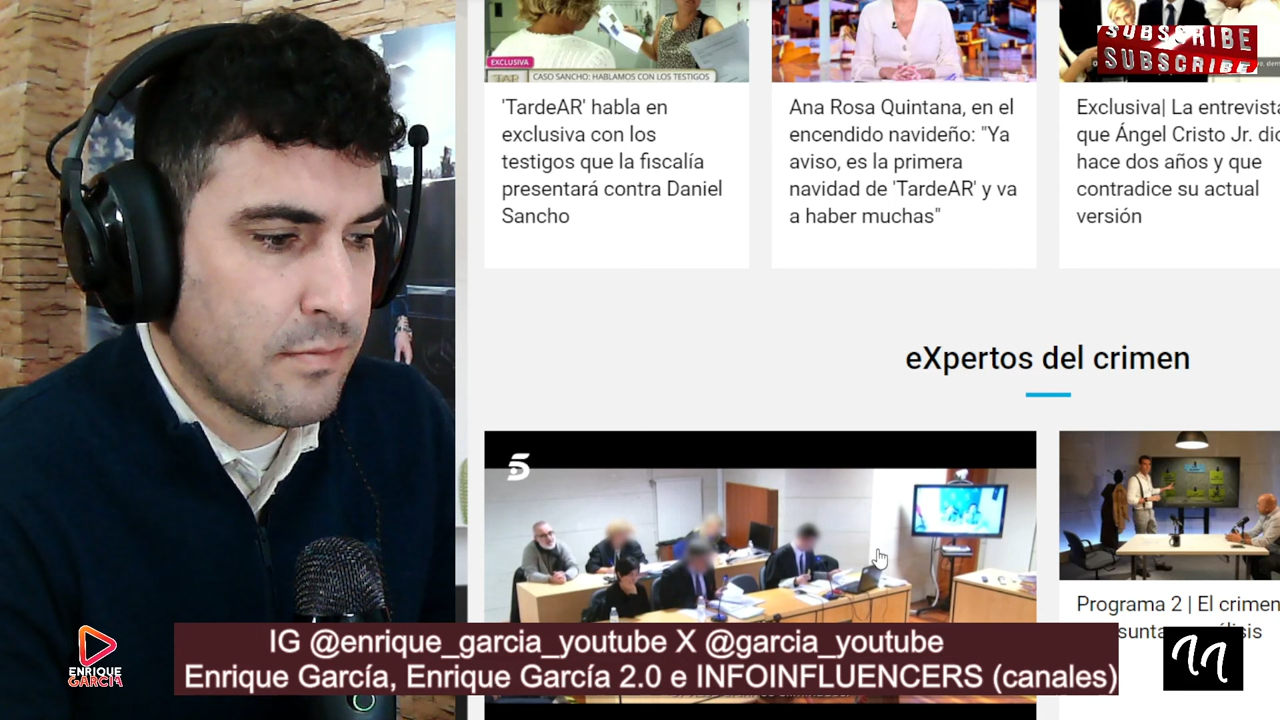 SUBSCRIBE
SUBSCRIBE
EXCLUSIVA
TAR
CASO SANCHO: HABLAMOS CON LOS TESTIGOS
'TardeAR' habla en
exclusiva con los
testigos que la fiscalía
presentará contra Daniel
Sancho
Ana Rosa Quintana, en el
encendido navideño: "Ya
aviso, es la primera
navidad de 'TardeAR' y va
a haber muchas"
Exclusiva| La entrevista
que Ángel Cristo Jr. dio
hace dos años y que
contradice su actual
versión
eXpertos del crimen
5
Programa 2 | El crimen
IG @enrique_garcia_youtube X @garcia_youtube
Enrique García, Enrique García 2.0 e INFOINFLUENCERS (canales)
ENRIQUE
GARCÍA